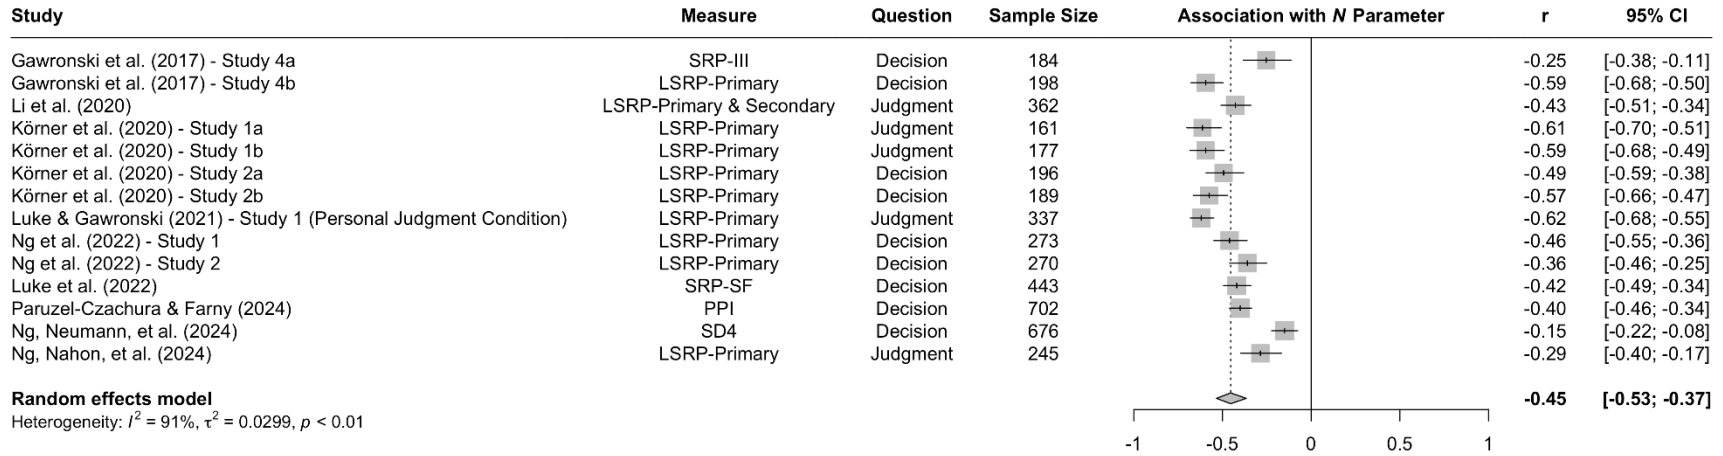 Study Measure Question Sample Size Association with N Parameter r 95% CI
Gawronski et al. (2017) - Study 4a SRP-III Decision 184 -0.25 [-0.38; -0.11]
Gawronski et al. (2017) - Study 4b LSRP-Primary Decision 198 -0.59 [-0.68; -0.50]
Li et al. (2020) LSRP-Primary & Secondary Judgment 362 -0.43 [-0.51; -0.34]
Körner et al. (2020) - Study 1a LSRP-Primary Judgment 161 -0.61 [-0.70; -0.51]
Körner et al. (2020) - Study 1b LSRP-Primary Judgment 177 -0.59 [-0.68; -0.49]
Körner et al. (2020) - Study 2a LSRP-Primary Decision 196 -0.49 [-0.59; -0.38]
Körner et al. (2020) - Study 2b LSRP-Primary Decision 189 -0.57 [-0.66; -0.47]
Luke & Gawronski (2021) - Study 1 (Personal Judgment Condition) LSRP-Primary Judgment 337 -0.62 [-0.68; -0.55]
Ng et al. (2022) - Study 1 LSRP-Primary Decision 273 -0.46 [-0.55; -0.36]
Ng et al. (2022) - Study 2 LSRP-Primary Decision 270 -0.36 [-0.46; -0.25]
Luke et al. (2022) SRP-SF Decision 443 -0.42 [-0.49; -0.34]
Paruzel-Czachura & Farny (2024) PPI Decision 702 -0.40 [-0.46; -0.34]
Ng, Neumann, et al. (2024) SD4 Decision 676 -0.15 [-0.22; -0.08]
Ng, Nahon, et al. (2024) LSRP-Primary Judgment 245 -0.29 [-0.40; -0.17]
Random effects model -0.45 [-0.53; -0.37]
Heterogeneity: I² = 91%, τ² = 0.0299, p < 0.01
-1 -0.5 0 0.5 1